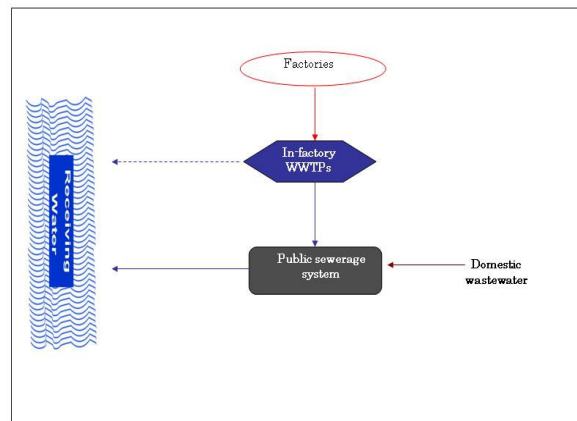 Factories
In-factory
WWTPs
Receiving
Water
Public sewerage
system
Domestic
wastewater